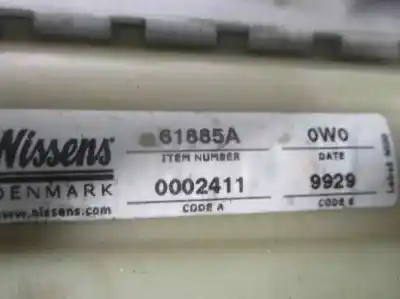 Nissens 61885A 0W0
ITEM NUMBER DATE
DENMARK 0002411 9929
www.nissens.com CODE A CODE B